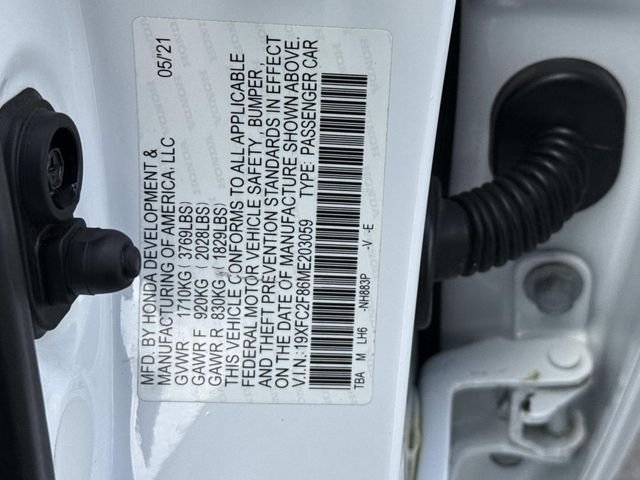 MFD. BY HONDA DEVELOPMENT & 05/'21
MANUFACTURING OF AMERICA, LLC
GVWR 1710KG ( 3769LBS)
GAWR F 920KG ( 2028LBS)
GAWR R 830KG ( 1829LBS)
THIS VEHICLE CONFORMS TO ALL APPLICABLE
FEDERAL MOTOR VEHICLE SAFETY , BUMPER ,
AND THEFT PREVENTION STANDARDS IN EFFECT
ON THE DATE OF MANUFACTURE SHOWN ABOVE.
V.I.N.:19XFC2F86ME203059 TYPE: PASSENGER CAR
TBA M LH6 -NH883P -V -E